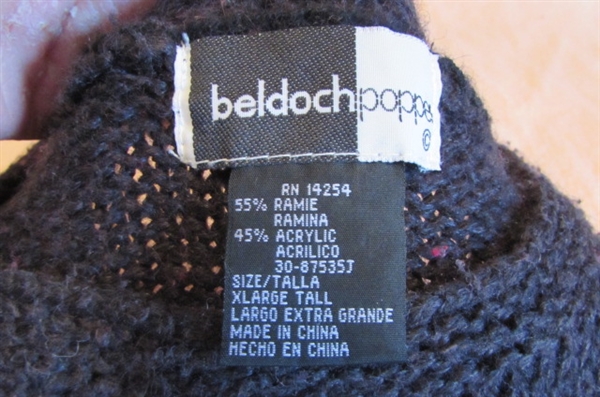 beldochpopper
©
RN 14254
55% RAMIE
RAMINA
45% ACRYLIC
ACRILICO
30-87535J
SIZE/TALLA
XLARGE TALL
LARGO EXTRA GRANDE
MADE IN CHINA
HECHO EN CHINA